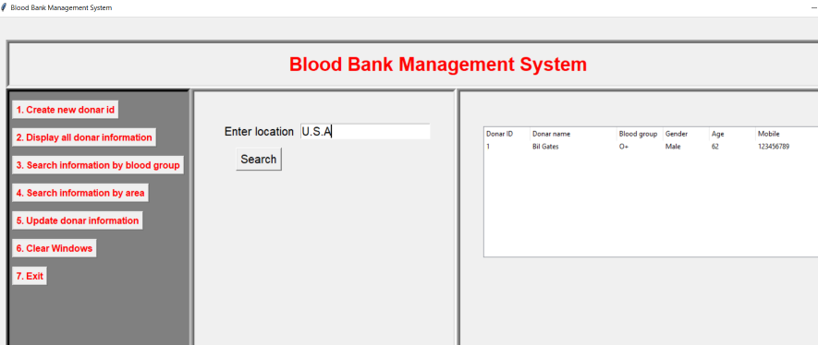 Blood Bank Management System
Blood Bank Management System
1. Create new donar id
2. Display all donar information
3. Search information by blood group
4. Search information by area
5. Update donar information
6. Clear Windows
7. Exit
Enter location U.S.A
Search
Donar ID Donar name Blood group Gender Age Mobile
1 Bil Gates O+ Male 62 123456789